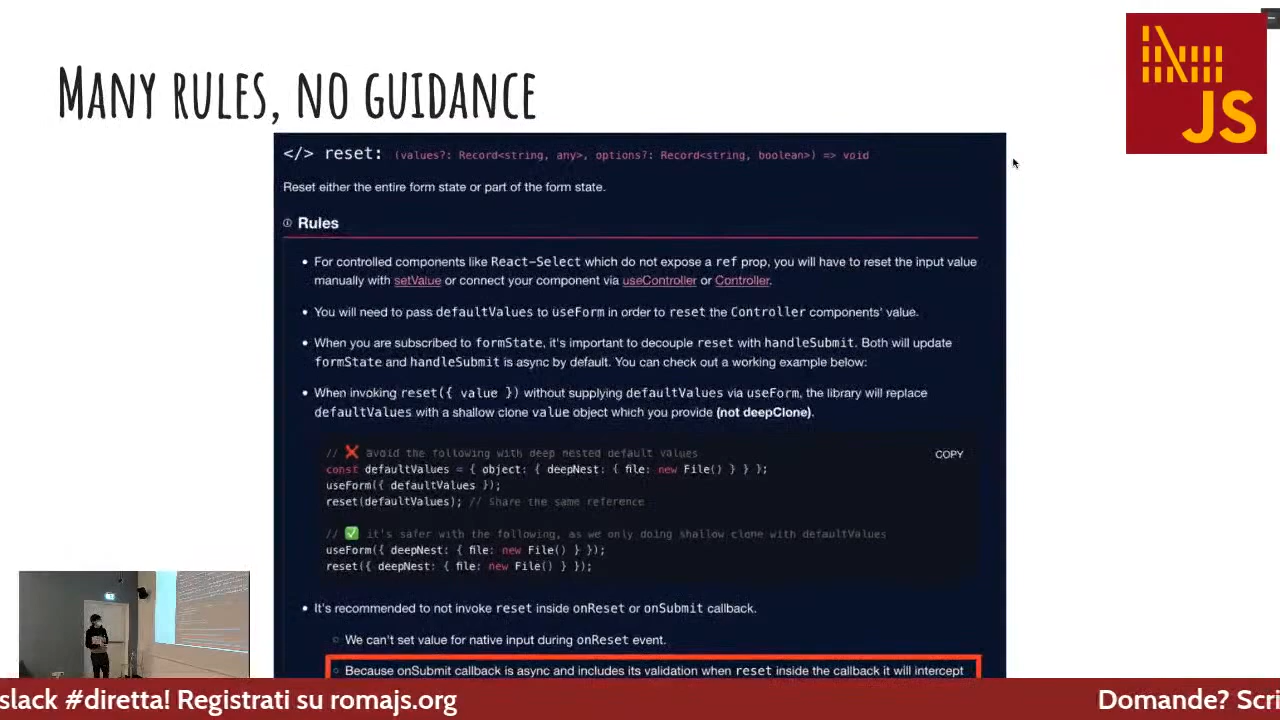 MANY RULES, NO GUIDANCE
JS
</> reset: (values?: Record<string, any>, options?: Record<string, boolean>) => void
Reset either the entire form state or part of the form state.
Rules
• For controlled components like React-Select which do not expose a ref prop, you will have to reset the input value
manually with setValue or connect your component via useController or Controller.
• You will need to pass defaultValues to useForm in order to reset the Controller components' value.
• When you are subscribed to formState, it's important to decouple reset with handleSubmit. Both will update
formState and handleSubmit is async by default. You can check out a working example below:
• When invoking reset({ value }) without supplying defaultValues via useForm, the library will replace
defaultValues with a shallow clone value object which you provide (not deepClone).
// ❌ avoid the following with deep nested default values
COPY
const defaultValues = { object: { deepNest: { file: new File() } } };
useForm({ defaultValues });
reset(defaultValues); // Share the same reference
// ✅ it's safer with the following, as we only doing shallow clone with defaultValues
useForm({ deepNest: { file: new File() } });
reset({ deepNest: { file: new File() } });
• It's recommended to not invoke reset inside onReset or onSubmit callback.
◦ We can't set value for native input during onReset event.
◦ Because onSubmit callback is async and includes its validation when reset inside the callback it will intercept
slack #diretta! Registrati su romajs.org
Domande? Scri